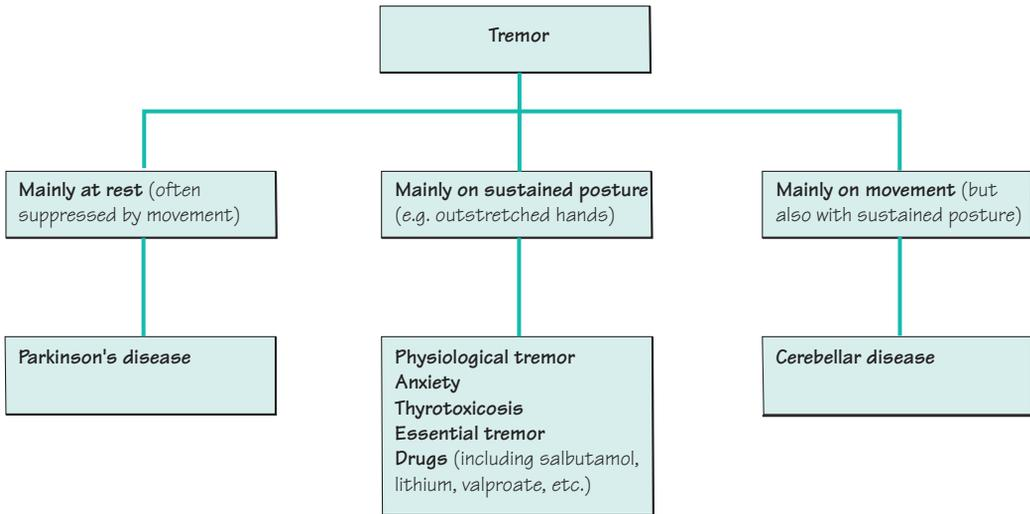 Tremor
Mainly at rest (often
suppressed by movement)
Mainly on sustained posture
(e.g. outstretched hands)
Mainly on movement (but
also with sustained posture)
Parkinson's disease
Physiological tremor
Anxiety
Thyrotoxicosis
Essential tremor
Drugs (including salbutamol,
lithium, valproate, etc.)
Cerebellar disease